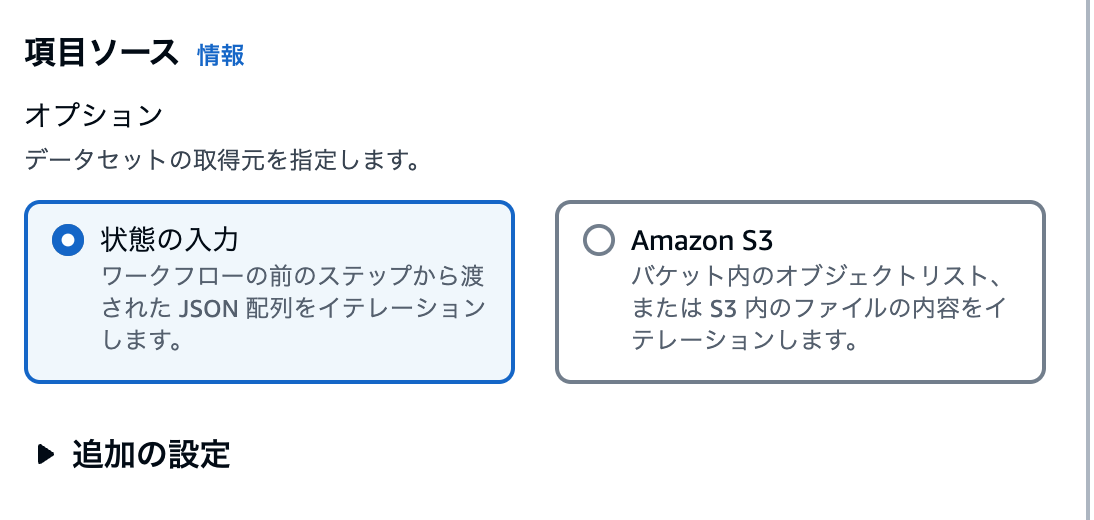 項目ソース 情報
オプション
データセットの取得元を指定します。
状態の入力
ワークフローの前のステップから渡
された JSON 配列をイテレーション
します。
Amazon S3
バケット内のオブジェクトリスト、
または S3 内のファイルの内容をイ
テレーションします。
追加の設定